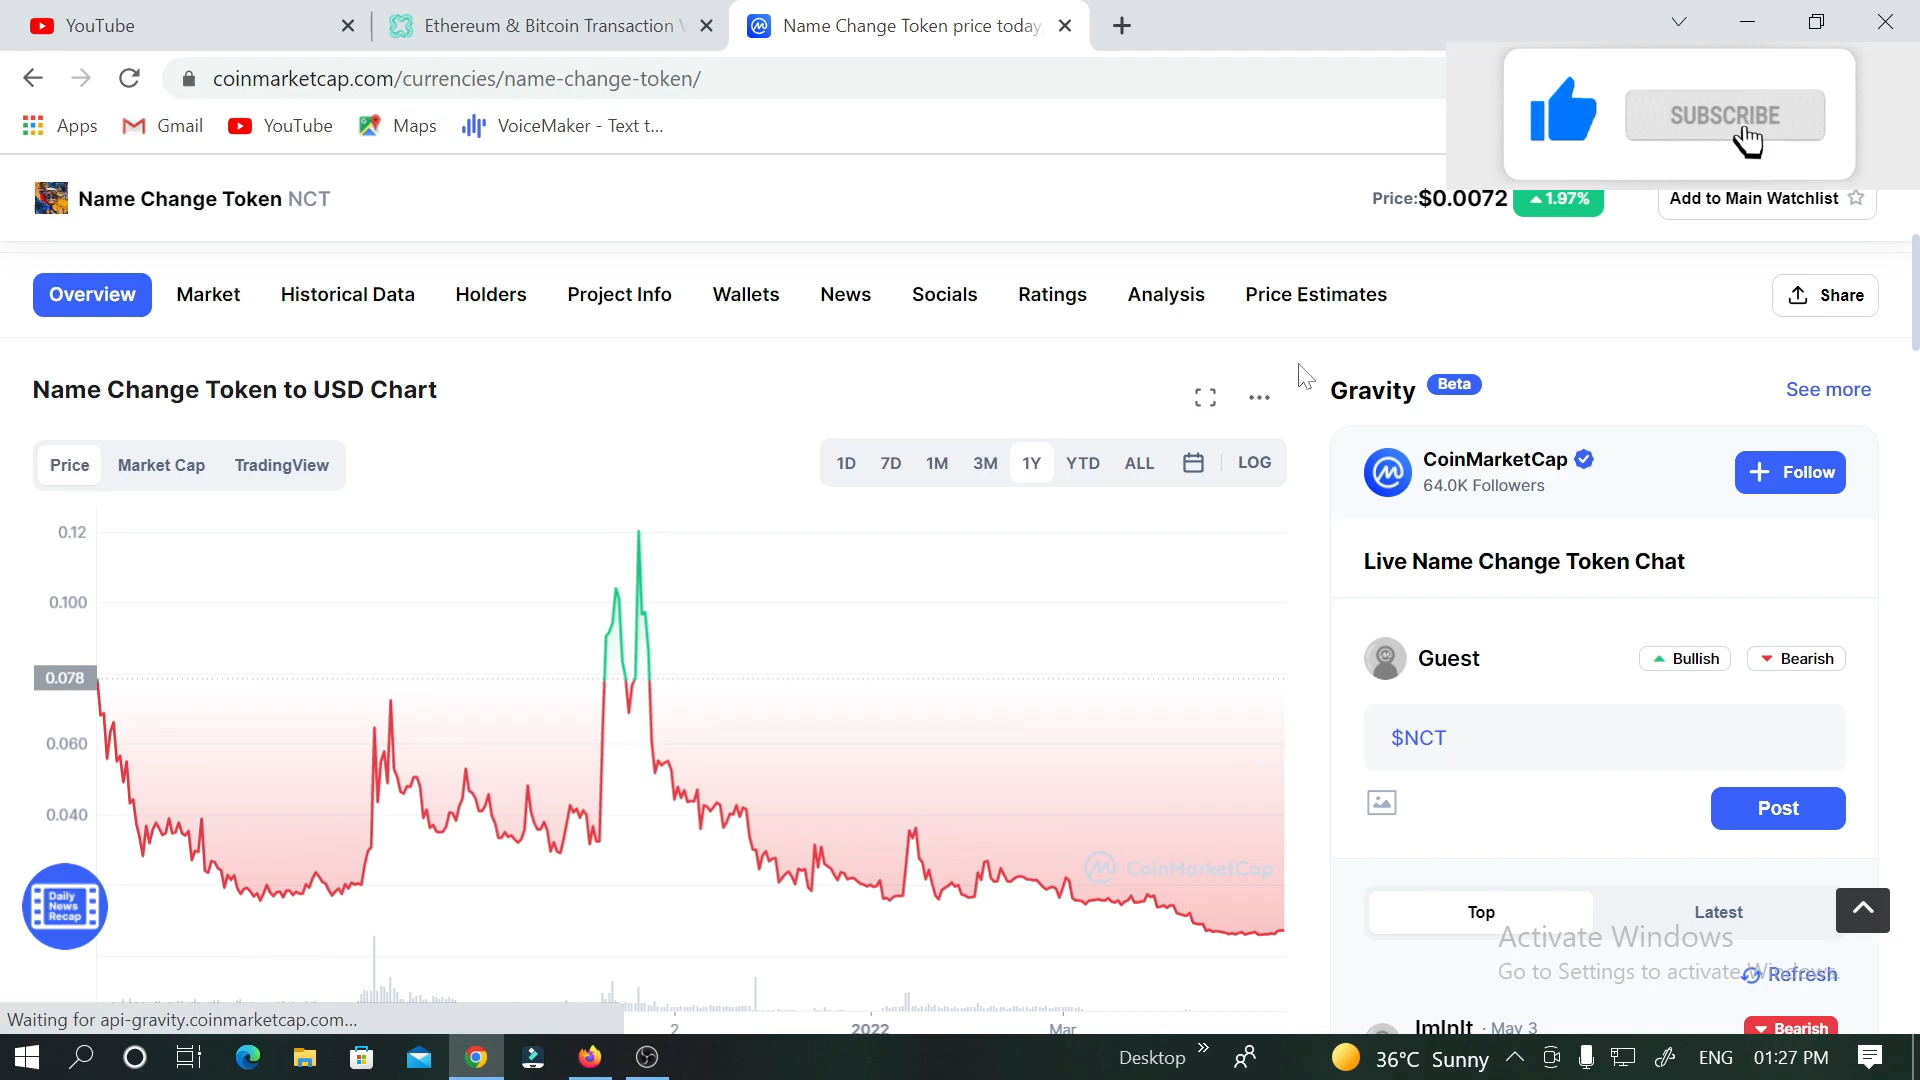 YouTube
Ethereum & Bitcoin Transaction
Name Change Token price today,
coinmarketcap.com/currencies/name-change-token/
Apps
Gmail
YouTube
Maps
VoiceMaker - Text t...
SUBSCRIBE
Name Change Token NCT
Price:$0.0072
1.97%
Add to Main Watchlist
Overview
Market
Historical Data
Holders
Project Info
Wallets
News
Socials
Ratings
Analysis
Price Estimates
Share
Name Change Token to USD Chart
Price
Market Cap
TradingView
1D
7D
1M
3M
1Y
YTD
ALL
LOG
0.12
0.100
0.078
0.060
0.040
CoinMarketCap
2
2022
Mar
Daily
News
Recap
Gravity
Beta
See more
CoinMarketCap
64.0K Followers
Follow
Live Name Change Token Chat
Guest
Bullish
Bearish
$NCT
Post
Top
Latest
Activate Windows
Go to Settings to activate Windows.
Refresh
ImInIt · May 3
Bearish
Waiting for api-gravity.coinmarketcap.com...
Desktop
36°C Sunny
ENG
01:27 PM